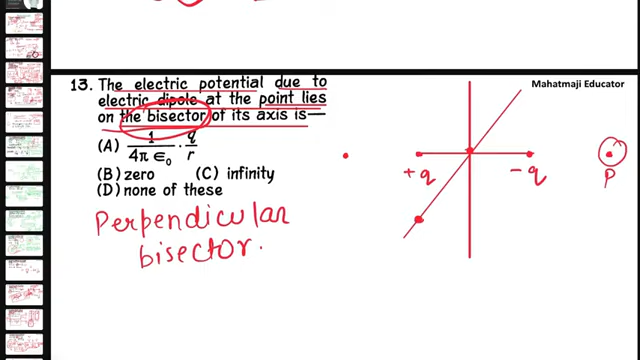 Mahatmaji Educator
13. The electric potential due to
electric dipole at the point lies
on the bisector of its axis is—
(A) 1/4π∈₀ · q/r
(B) zero (C) infinity
(D) none of these
Perpendicular
bisector.
+q
-q
P